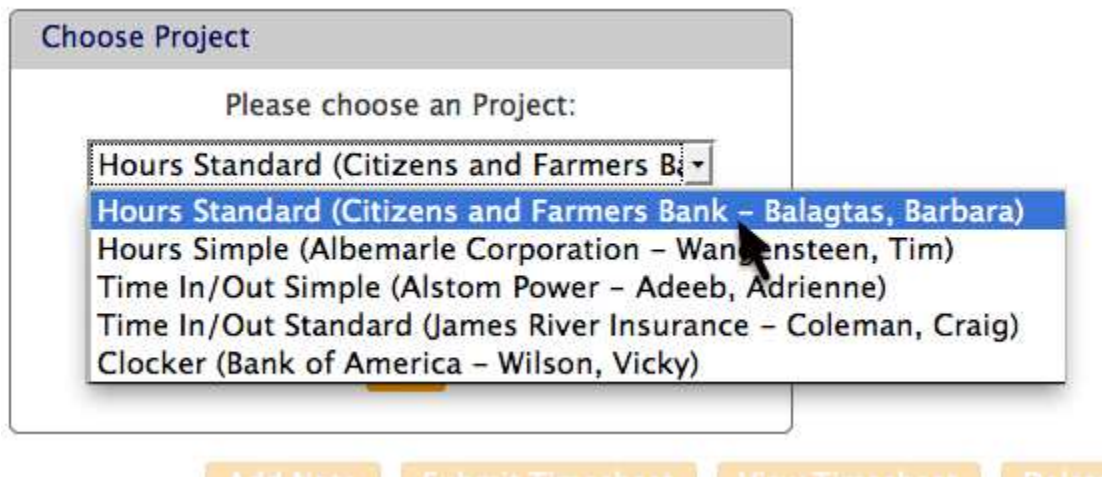 Choose Project
Please choose an Project:
Hours Standard (Citizens and Farmers
Hours Standard (Citizens and Farmers Bank – Balagtas, Barbara)
Hours Simple (Albemarle Corporation – Wangensteen, Tim)
Time In/Out Simple (Alstom Power – Adeeb, Adrienne)
Time In/Out Standard (James River Insurance – Coleman, Craig)
Clocker (Bank of America – Wilson, Vicky)